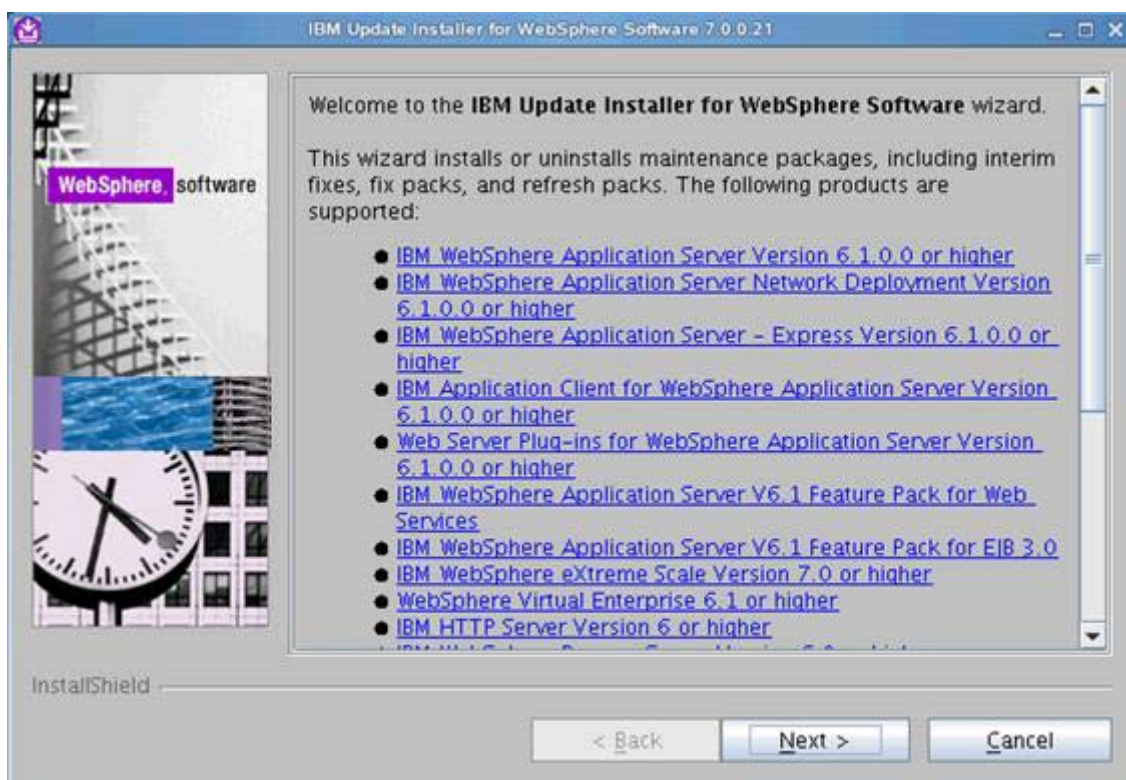 IBM Update Installer for WebSphere Software 7.0.0.21
WebSphere. software
Welcome to the IBM Update Installer for WebSphere Software wizard.
This wizard installs or uninstalls maintenance packages, including interim
fixes, fix packs, and refresh packs. The following products are
supported:
● IBM WebSphere Application Server Version 6.1.0.0 or higher
● IBM WebSphere Application Server Network Deployment Version
6.1.0.0 or higher
● IBM WebSphere Application Server – Express Version 6.1.0.0 or
higher
● IBM Application Client for WebSphere Application Server Version
6.1.0.0 or higher
● Web Server Plug-ins for WebSphere Application Server Version
6.1.0.0 or higher
● IBM WebSphere Application Server V6.1 Feature Pack for Web
Services
● IBM WebSphere Application Server V6.1 Feature Pack for EJB 3.0
● IBM WebSphere eXtreme Scale Version 7.0 or higher
● WebSphere Virtual Enterprise 6.1 or higher
● IBM HTTP Server Version 6 or higher
InstallShield
< Back
Next >
Cancel